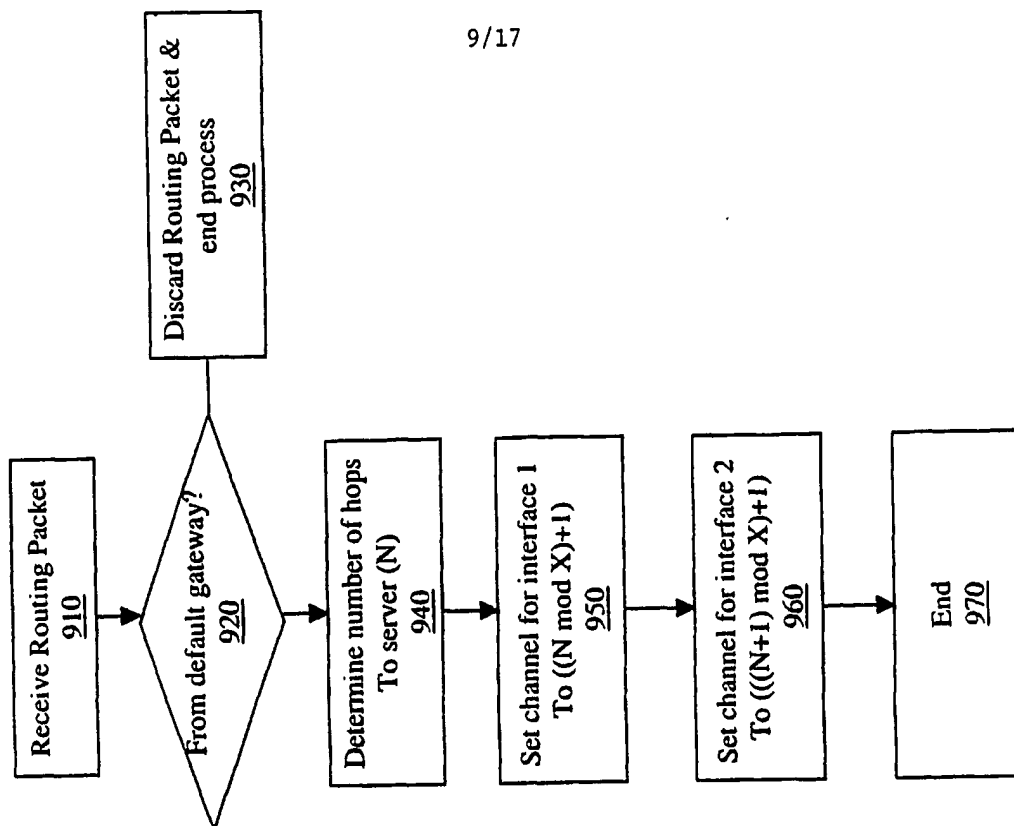 9/17
Receive Routing Packet
910
From default gateway?
920
Discard Routing Packet &
end process
930
Determine number of hops
To server (N)
940
Set channel for interface 1
To ((N mod X)+1)
950
Set channel for interface 2
To (((N+1) mod X)+1)
960
End
970